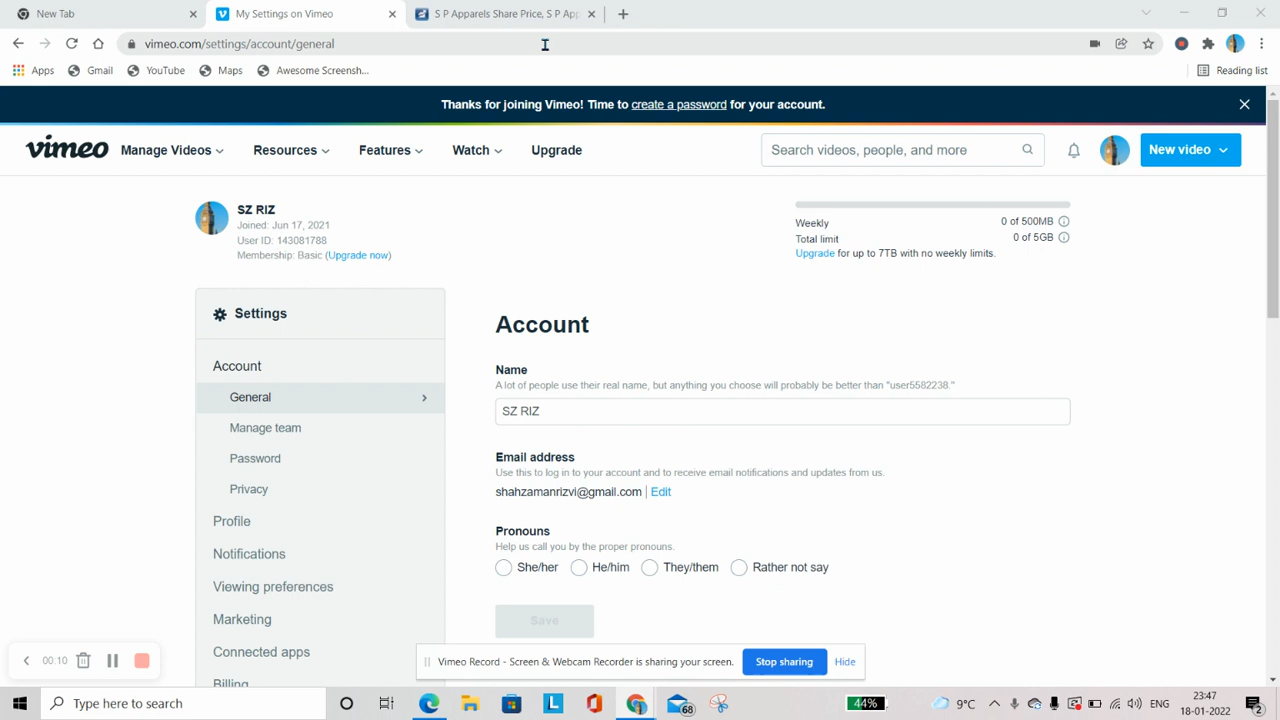 New Tab
My Settings on Vimeo
S P Apparels Share Price, S P App
vimeo.com/settings/account/general
Apps
Gmail
YouTube
Maps
Awesome Screensh...
Reading list
Thanks for joining Vimeo! Time to create a password for your account.
vimeo
Manage Videos
Resources
Features
Watch
Upgrade
Search videos, people, and more
New video
SZ RIZ
Joined: Jun 17, 2021
User ID: 143081788
Membership: Basic (Upgrade now)
Weekly
0 of 500MB
Total limit
0 of 5GB
Upgrade for up to 7TB with no weekly limits.
Settings
Account
General
Manage team
Password
Privacy
Profile
Notifications
Viewing preferences
Marketing
Connected apps
Billing
Account
Name
A lot of people use their real name, but anything you choose will probably be better than "user5582238."
SZ RIZ
Email address
Use this to log in to your account and to receive email notifications and updates from us.
shahzamanrizvi@gmail.com | Edit
Pronouns
Help us call you by the proper pronouns.
She/her
He/him
They/them
Rather not say
Save
00:10
Vimeo Record - Screen & Webcam Recorder is sharing your screen.
Stop sharing
Hide
Type here to search
L
68
44%
9°C
ENG
23:47
18-01-2022
2